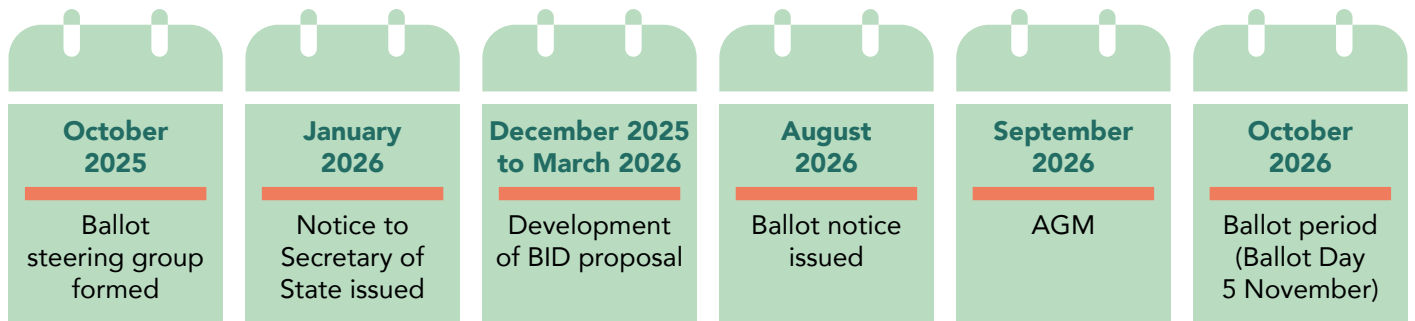 October
2025
Ballot
steering group
formed
January
2026
Notice to
Secretary of
State issued
December 2025
to March 2026
Development
of BID proposal
August
2026
Ballot notice
issued
September
2026
AGM
October
2026
Ballot period
(Ballot Day
5 November)